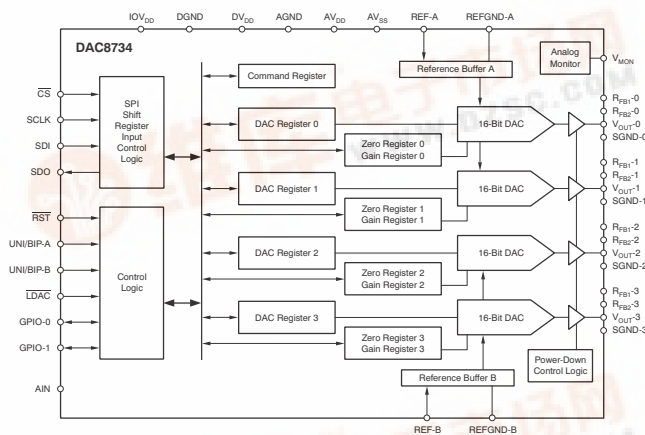 IOVDD DGND DVDD AGND AVDD AVSS REF-A REFGND-A
DAC8734
Analog
Monitor
VMON
Reference Buffer A
Command Register
CS
SCLK
SDI
SDO
SPI
Shift
Register
Input
Control
Logic
DAC Register 0
Zero Register 0
Gain Register 0
16-Bit DAC
RFB1-0
RFB2-0
VOUT-0
SGND-0
DAC Register 1
Zero Register 1
Gain Register 1
16-Bit DAC
RFB1-1
RFB2-1
VOUT-1
SGND-1
RST
UNI/BIP-A
UNI/BIP-B
LDAC
GPIO-0
GPIO-1
Control
Logic
DAC Register 2
Zero Register 2
Gain Register 2
16-Bit DAC
RFB1-2
RFB2-2
VOUT-2
SGND-2
DAC Register 3
Zero Register 3
Gain Register 3
16-Bit DAC
RFB1-3
RFB2-3
VOUT-3
SGND-3
Power-Down
Control Logic
Reference Buffer B
AIN
REF-B REFGND-B